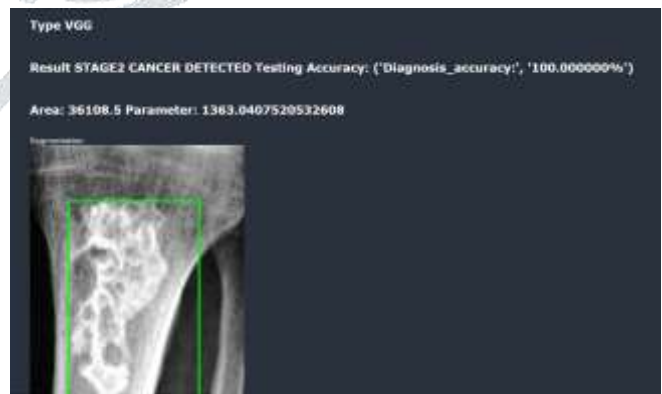 Type VGG
Result STAGE2 CANCER DETECTED Testing Accuracy: ('Diagnosis_accuracy:', '100.000000%')
Area: 36108.5 Parameter: 1363.0407520532608